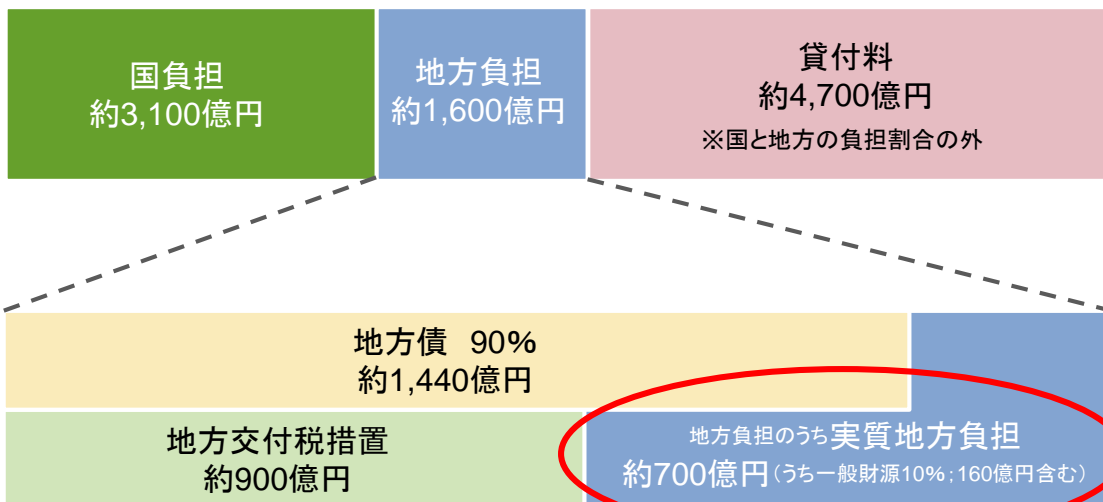 国負担
約3,100億円
地方負担
約1,600億円
貸付料
約4,700億円
※国と地方の負担割合の外
地方債 90%
約1,440億円
地方交付税措置
約900億円
地方負担のうち実質地方負担
約700億円(うち一般財源10%;160億円含む)